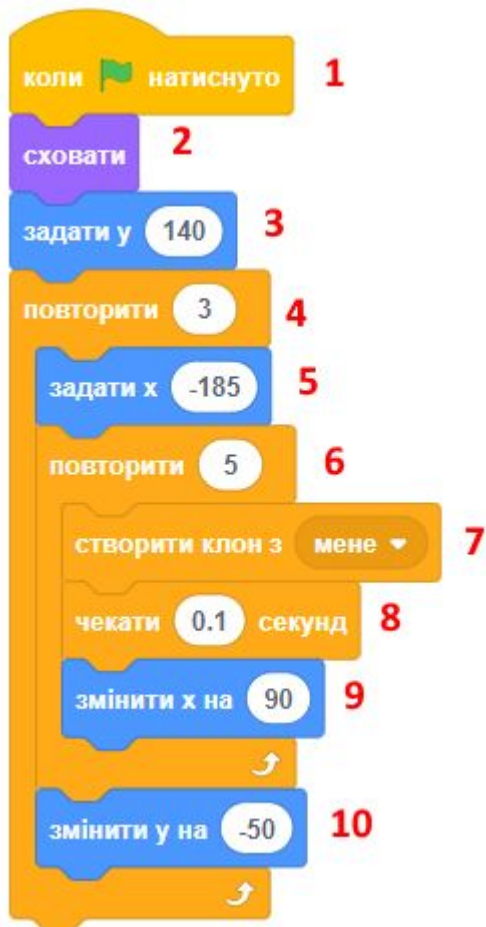 коли натиснуто 1
сховати 2
задати y 140 3
повторити 3 4
задати x -185 5
повторити 5 6
створити клон з мене 7
чекати 0.1 секунд 8
змінити x на 90 9
змінити y на -50 10